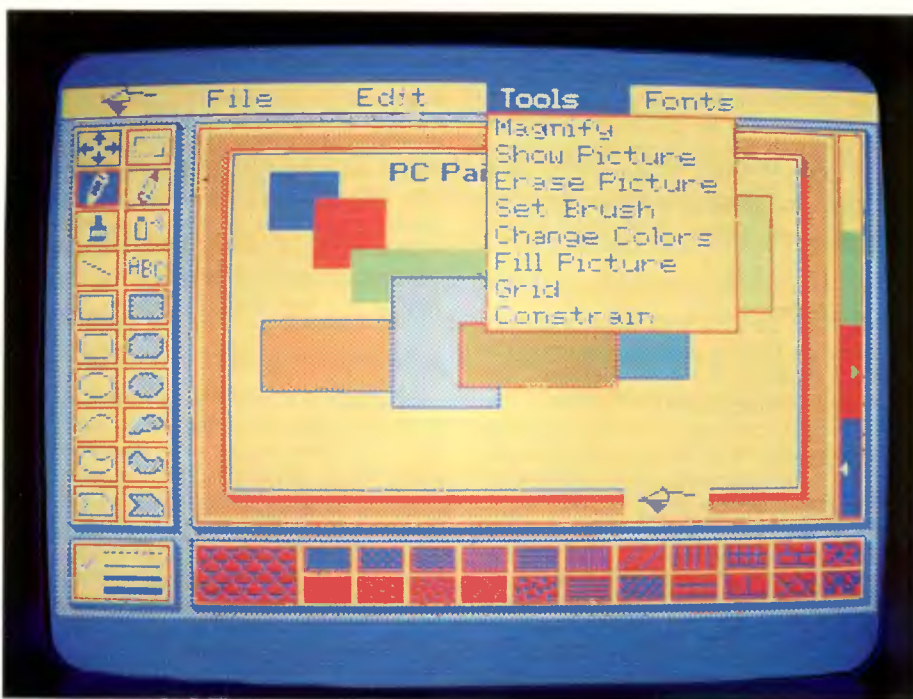 File Edit Tools Fonts
PC Pa
Magnify
Show Picture
Erase Picture
Set Brush
Change Colors
Fill Picture
Grid
Constrain
ABC